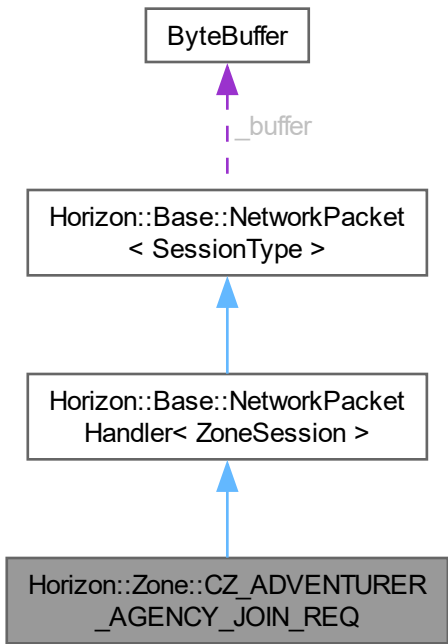 ByteBuffer
_buffer
Horizon::Base::NetworkPacket
< SessionType >
Horizon::Base::NetworkPacket
Handler< ZoneSession >
Horizon::Zone::CZ_ADVENTURER
_AGENCY_JOIN_REQ